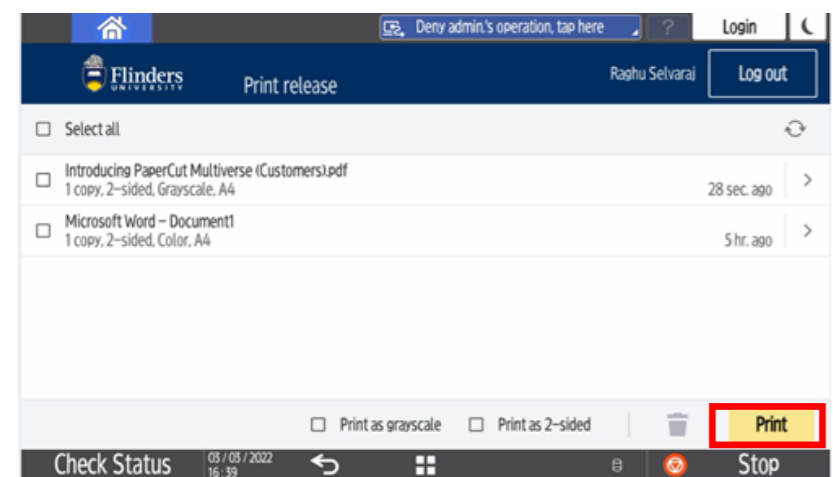 Deny admin.'s operation, tap here ? Login
Flinders
UNIVERSITY
Print release
Raghu Selvaraj
Log out
Select all
Introducing PaperCut Multiverse (Customers).pdf
1 copy, 2-sided, Grayscale, A4
28 sec. ago
Microsoft Word - Document1
1 copy, 2-sided, Color, A4
5 hr. ago
Print as grayscale
Print as 2-sided
Print
Check Status
03/03/2022
16:39
Stop